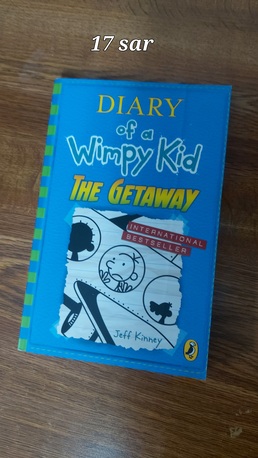 17 sar
DIARY
of a
Wimpy Kid
THE GETAWAY
INTERNATIONAL
BESTSELLER
Jeff Kinney